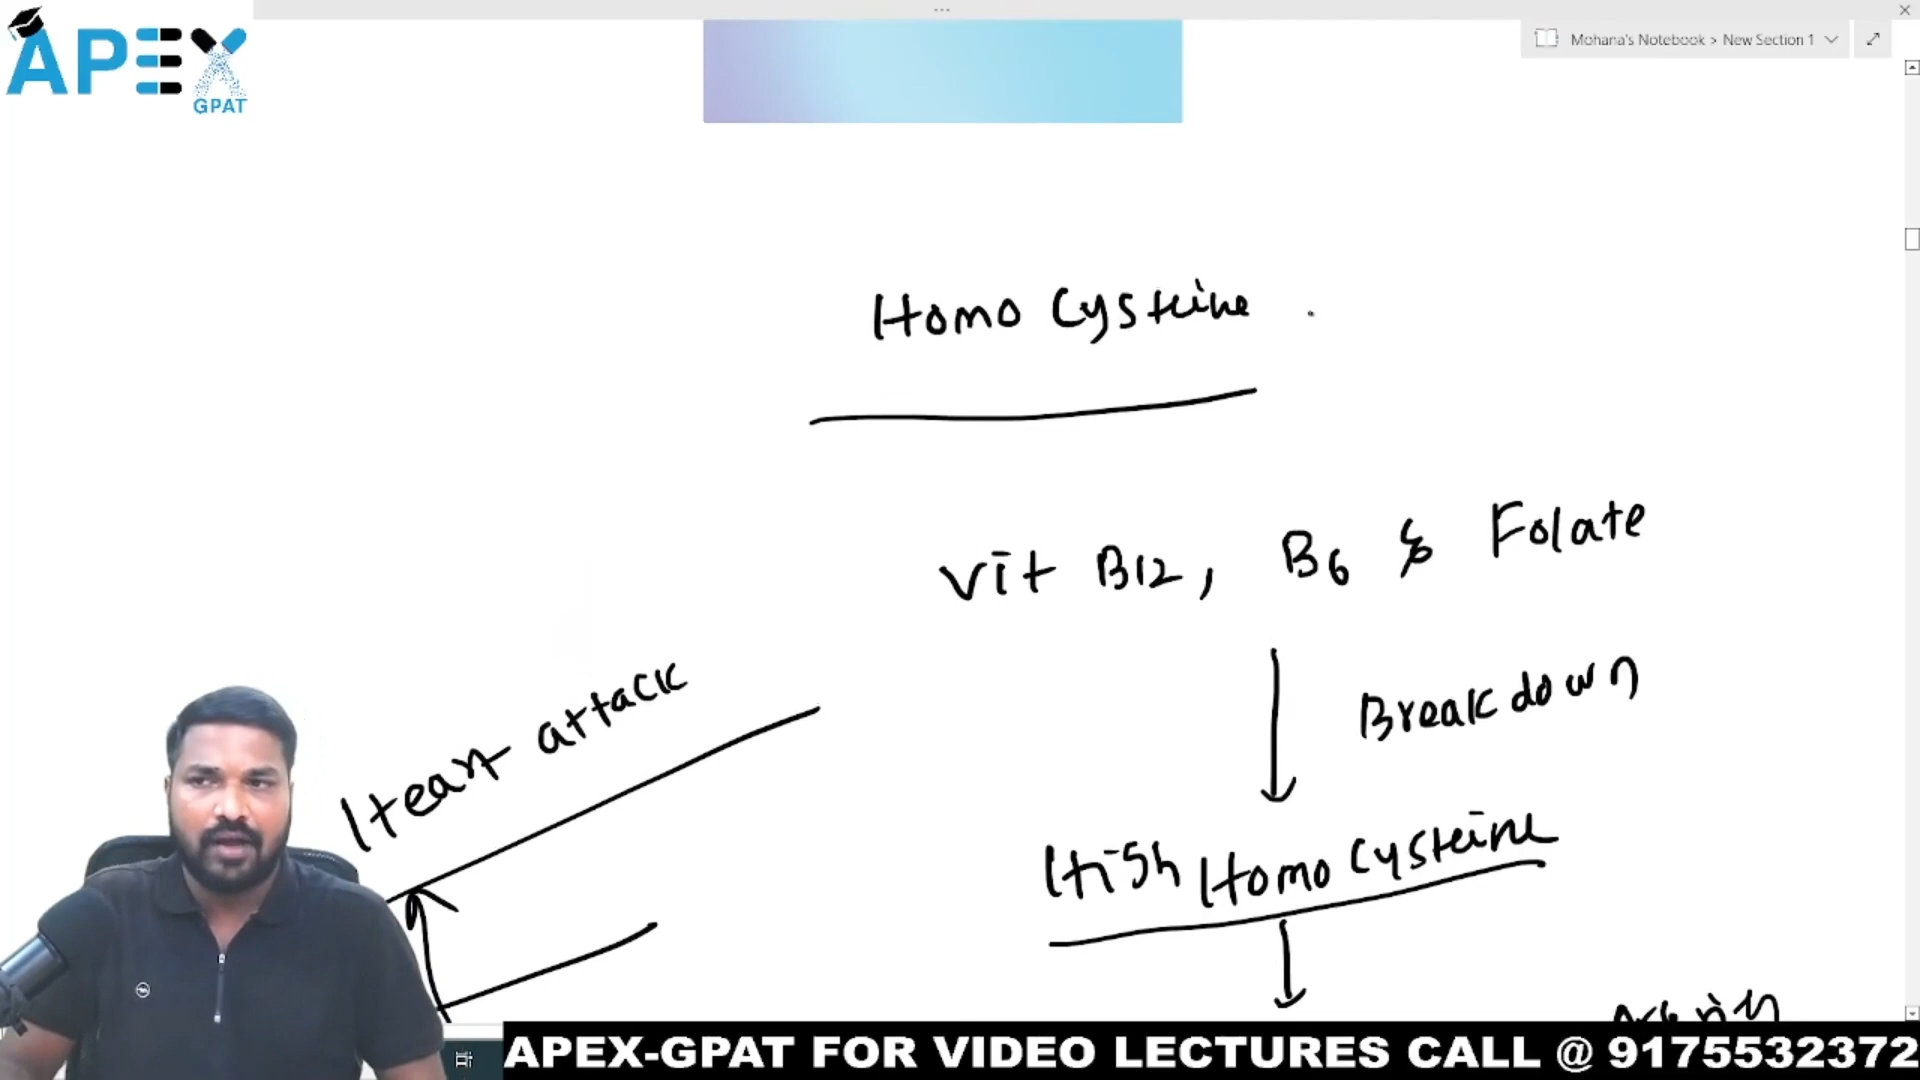 APEX
GPAT
Mohana's Notebook > New Section 1
Homo Cysteine .
Vit B12, B6 & Folate
Breakdown
High Homo Cysteine
Heart attack
APEX-GPAT FOR VIDEO LECTURES CALL @ 9175532372